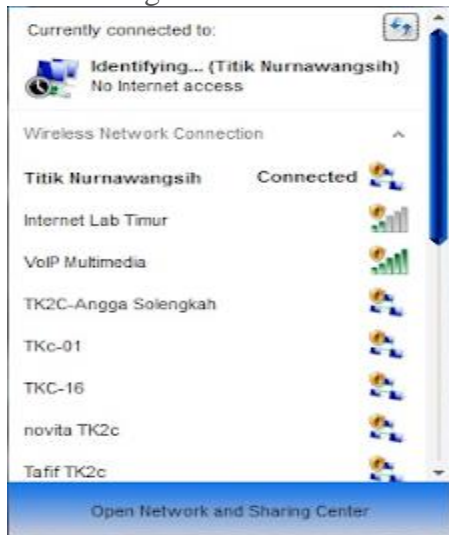 Currently connected to:
Identifying... (Titik Nurnawangsih)
No Internet access
Wireless Network Connection
Titik Nurnawangsih Connected
Internet Lab Timur
VoIP Multimedia
TK2C-Angga Solengkah
TKc-01
TKC-16
novita TK2c
Tafif TK2c
Open Network and Sharing Center